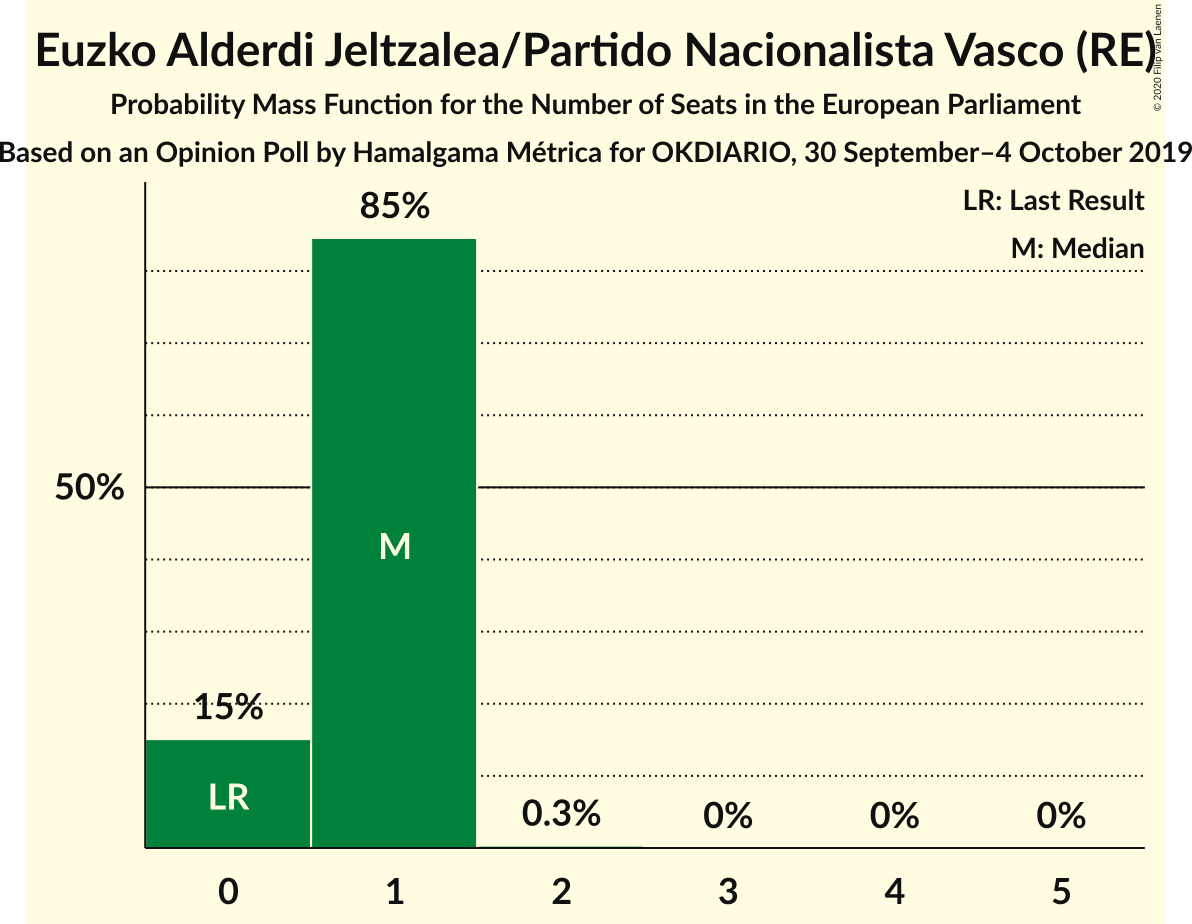 Euzko Alderdi Jeltzalea/Partido Nacionalista Vasco (RE)
© 2020 Filip van Laenen
Probability Mass Function for the Number of Seats in the European Parliament
Based on an Opinion Poll by Hamalgama Métrica for OKDIARIO, 30 September–4 October 2019
LR: Last Result
M: Median
85%
50%
M
15%
LR
0.3%
0%
0%
0%
0
1
2
3
4
5